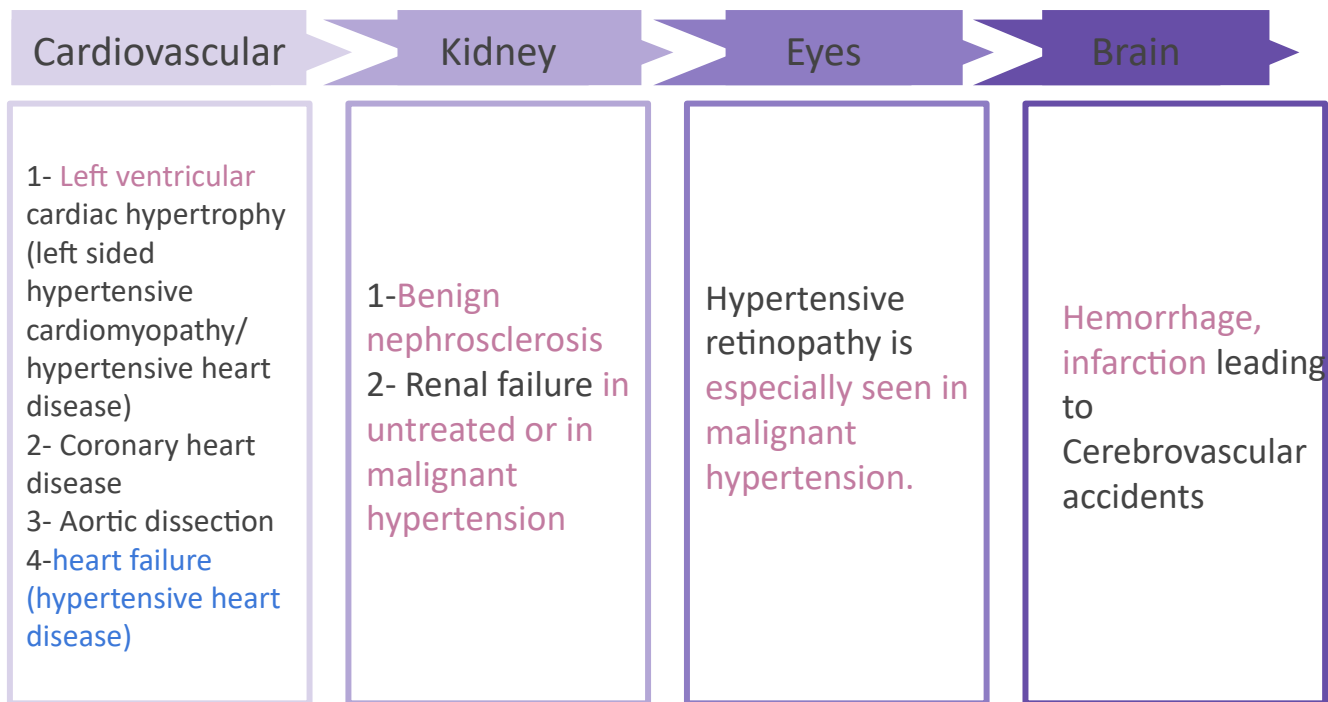 Cardiovascular
Kidney
Eyes
Brain
1- Left ventricular
cardiac hypertrophy
(left sided
hypertensive
cardiomyopathy/
hypertensive heart
disease)
2- Coronary heart
disease
3- Aortic dissection
4-heart failure
(hypertensive heart
disease)
1-Benign
nephrosclerosis
2- Renal failure in
untreated or in
malignant
hypertension
Hypertensive
retinopathy is
especially seen in
malignant
hypertension.
Hemorrhage,
infarction leading
to
Cerebrovascular
accidents